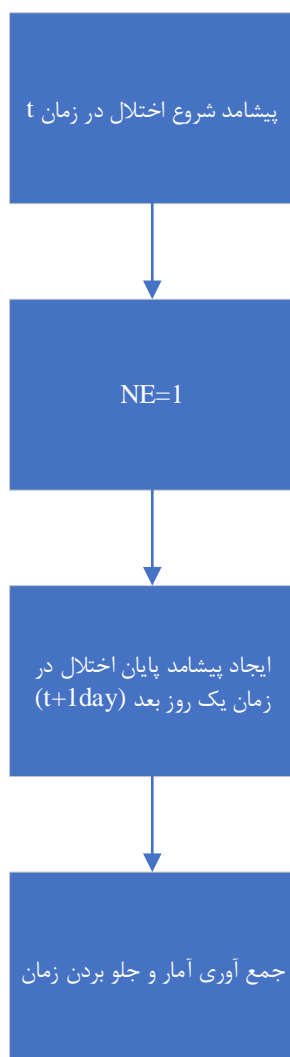 پیشامد شروع اختلال در زمان t
NE=1
ایجاد پیشامد پایان اختلال در
زمان یک روز بعد (t+1day)
جمع آوری آمار و جلو بردن زمان